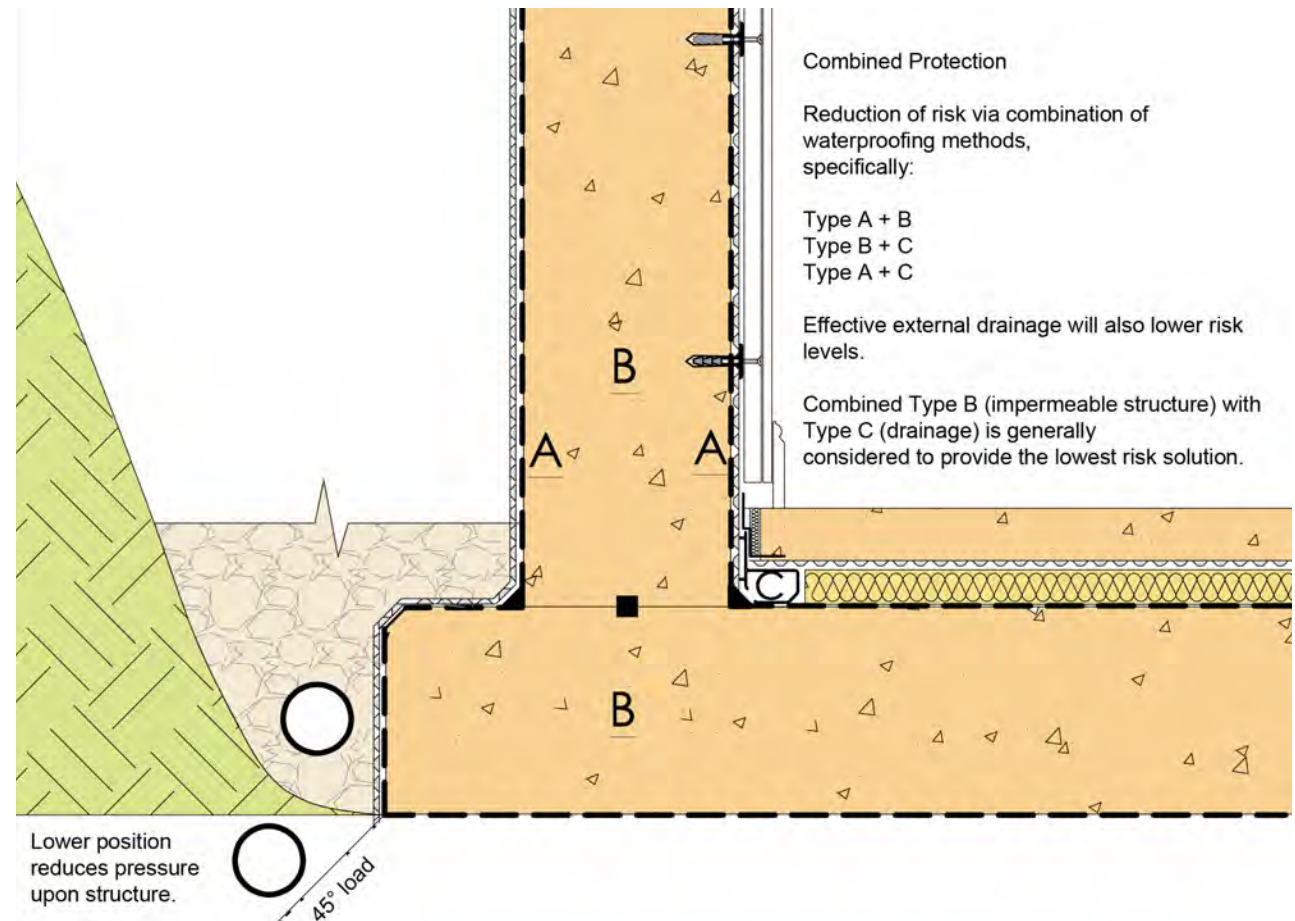 Combined Protection
Reduction of risk via combination of
waterproofing methods,
specifically:
Type A + B
Type B + C
Type A + C
Effective external drainage will also lower risk
levels.
Combined Type B (impermeable structure) with
Type C (drainage) is generally
considered to provide the lowest risk solution.
B
A
A
C
B
Lower position
reduces pressure
upon structure.
45° load